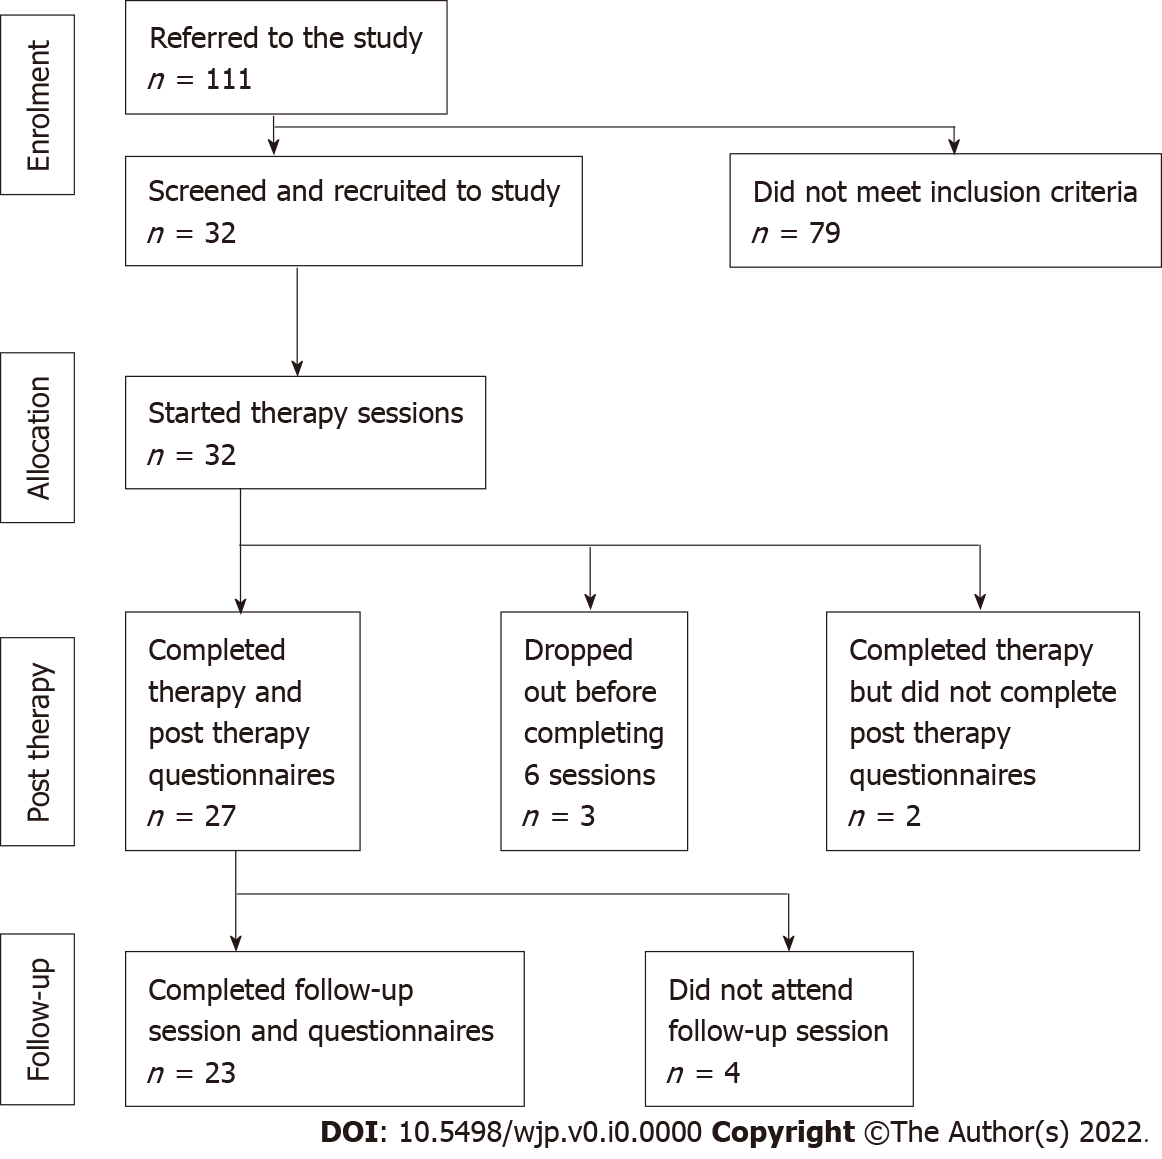 Enrolment
Referred to the study
n = 111
Screened and recruited to study
n = 32
Did not meet inclusion criteria
n = 79
Allocation
Started therapy sessions
n = 32
Post therapy
Completed
therapy and
post therapy
questionnaires
n = 27
Dropped
out before
completing
6 sessions
n = 3
Completed therapy
but did not complete
post therapy
questionnaires
n = 2
Follow-up
Completed follow-up
session and questionnaires
n = 23
Did not attend
follow-up session
n = 4
DOI: 10.5498/wjp.v0.i0.0000 Copyright ©The Author(s) 2022.